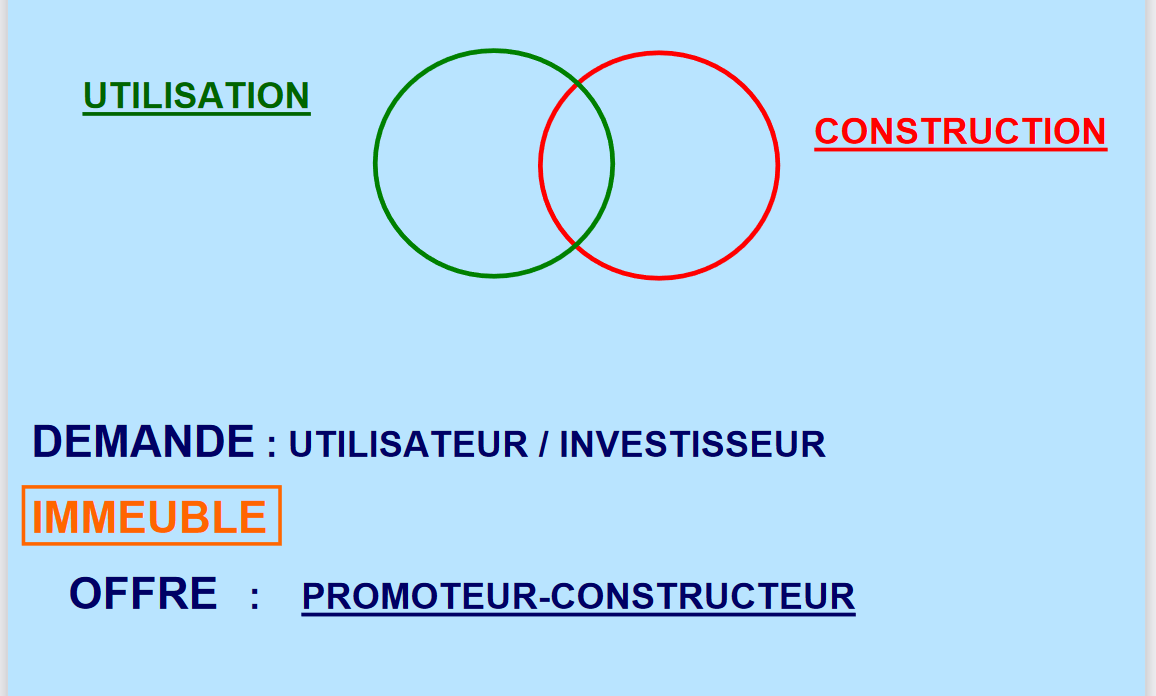 UTILISATION
CONSTRUCTION
DEMANDE : UTILISATEUR / INVESTISSEUR
IMMEUBLE
OFFRE : PROMOTEUR-CONSTRUCTEUR